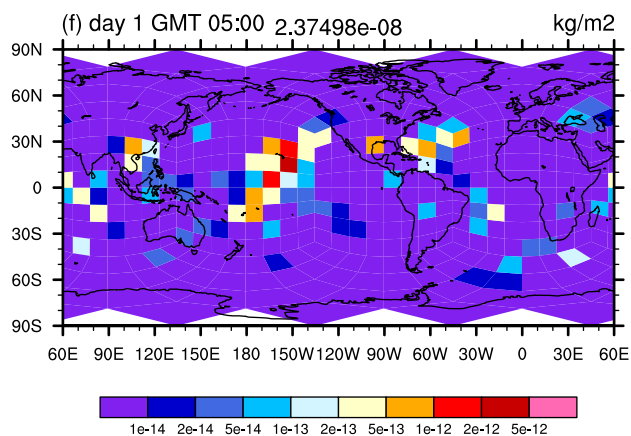 (f) day 1 GMT 05:00 2.37498e-08 kg/m2
90N
60N
30N
0
30S
60S
90S
60E 90E 120E 150E 180E 150W 120W 90W 60W 30W 0 30E 60E
1e-14 2e-14 5e-14 1e-13 2e-13 5e-13 1e-12 2e-12 5e-12